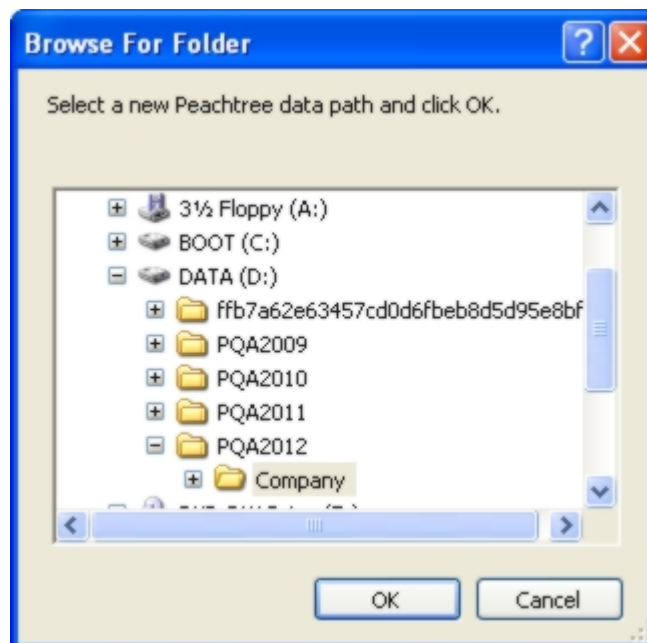 Browse For Folder
Select a new Peachtree data path and click OK.
3½ Floppy (A:)
BOOT (C:)
DATA (D:)
ffb7a62e63457cd0d6fbeb8d5d95e8bf
PQA2009
PQA2010
PQA2011
PQA2012
Company
OK
Cancel